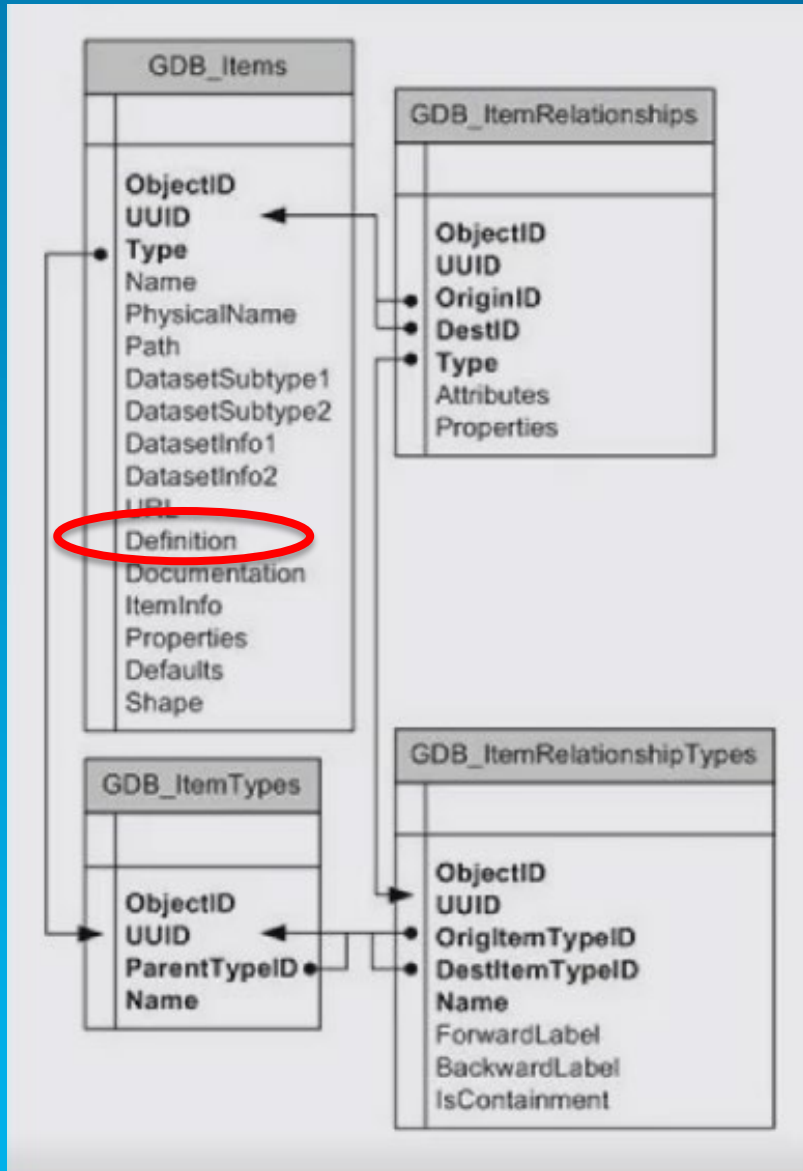 GDB_Items
ObjectID
UUID
Type
Name
PhysicalName
Path
DatasetSubtype1
DatasetSubtype2
DatasetInfo1
DatasetInfo2
URL
Definition
Documentation
ItemInfo
Properties
Defaults
Shape
GDB_ItemRelationships
ObjectID
UUID
OriginID
DestID
Type
Attributes
Properties
GDB_ItemTypes
ObjectID
UUID
ParentTypeID
Name
GDB_ItemRelationshipTypes
ObjectID
UUID
OrigItemTypeID
DestItemTypeID
Name
ForwardLabel
BackwardLabel
IsContainment